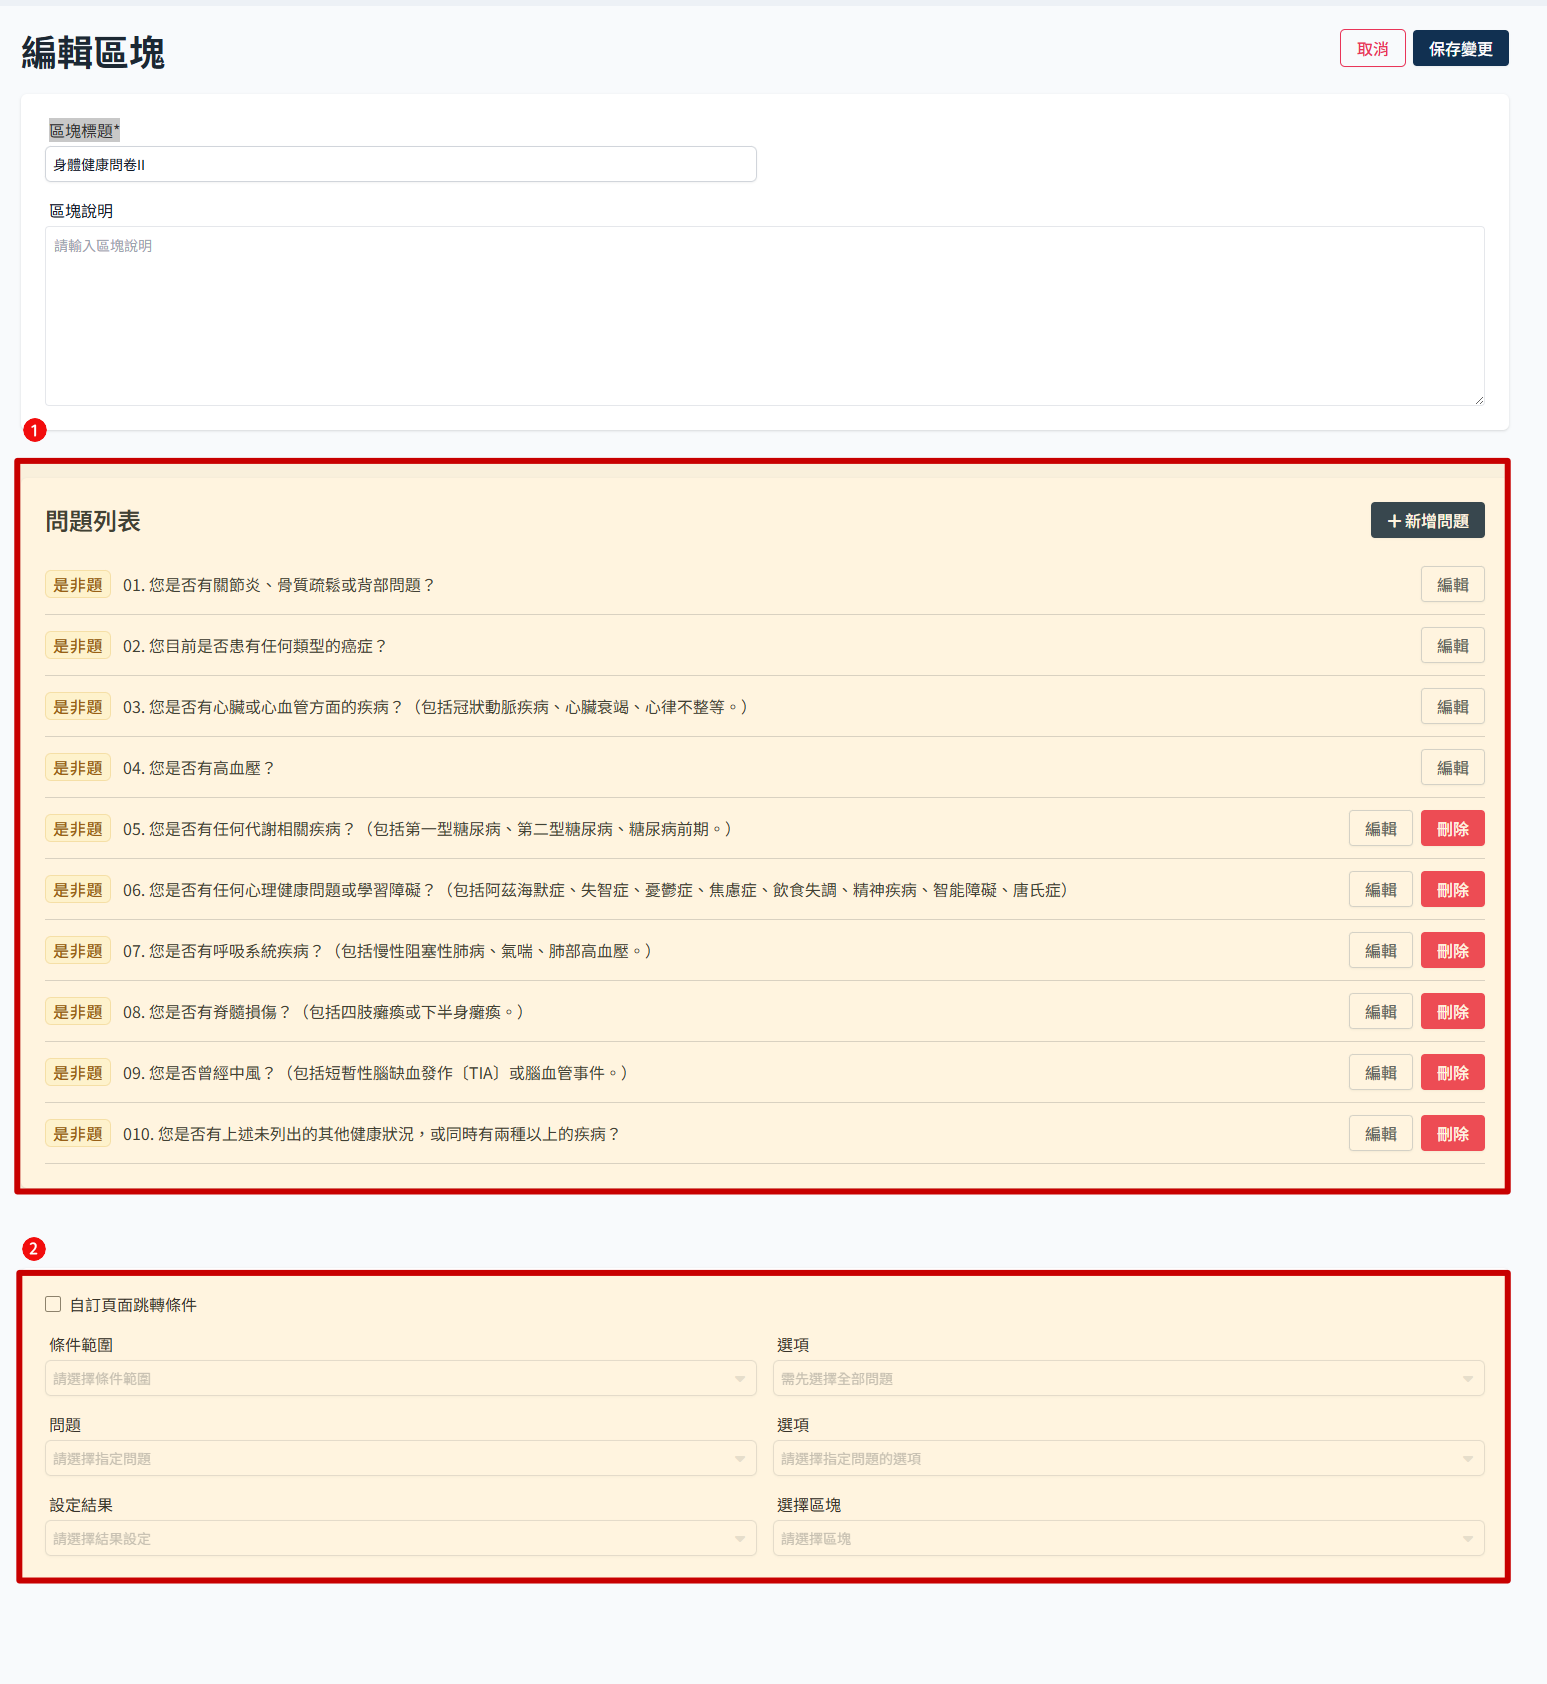 編輯區塊
取消
保存變更
區塊標題*
身體健康問卷II
區塊說明
請輸入區塊說明
1
問題列表
+新增問題
是非題 01. 您是否有關節炎、骨質疏鬆或背部問題？ 編輯
是非題 02. 您目前是否患有任何類型的癌症？ 編輯
是非題 03. 您是否有心臟或心血管方面的疾病？（包括冠狀動脈疾病、心臟衰竭、心律不整等。） 編輯
是非題 04. 您是否有高血壓？ 編輯
是非題 05. 您是否有任何代謝相關疾病？（包括第一型糖尿病、第二型糖尿病、糖尿病前期。） 編輯 刪除
是非題 06. 您是否有任何心理健康問題或學習障礙？（包括阿茲海默症、失智症、憂鬱症、焦慮症、飲食失調、精神疾病、智能障礙、唐氏症） 編輯 刪除
是非題 07. 您是否有呼吸系統疾病？（包括慢性阻塞性肺病、氣喘、肺部高血壓。） 編輯 刪除
是非題 08. 您是否有脊髓損傷？（包括四肢癱瘓或下半身癱瘓。） 編輯 刪除
是非題 09. 您是否曾經中風？（包括短暫性腦缺血發作〔TIA〕或腦血管事件。） 編輯 刪除
是非題 010. 您是否有上述未列出的其他健康狀況，或同時有兩種以上的疾病？ 編輯 刪除
2
自訂頁面跳轉條件
條件範圍 選項
請選擇條件範圍 需先選擇全部問題
問題 選項
請選擇指定問題 請選擇指定問題的選項
設定結果 選擇區塊
請選擇結果設定 請選擇區塊